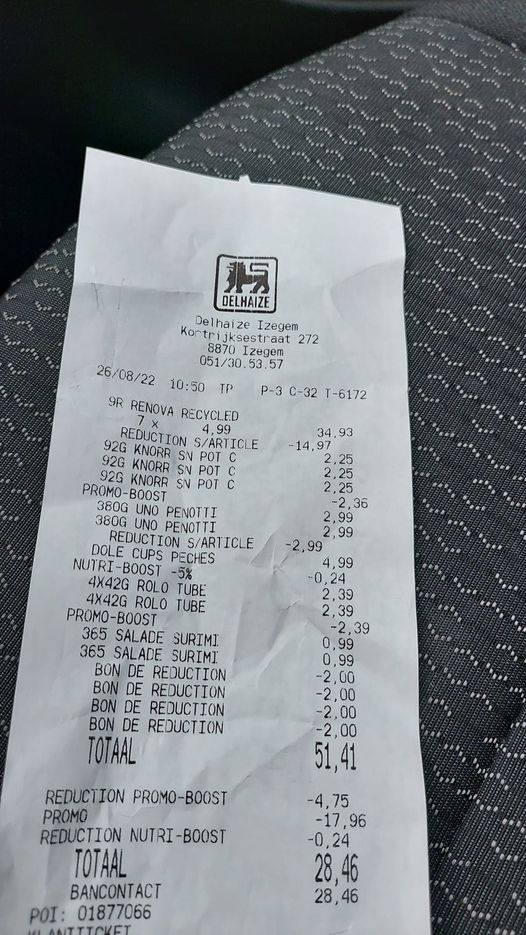 DELHAIZE
Delhaize Izegem
Kortrijksestraat 272
8870 Izegem
051/30.53.57
26/08/22 10:50 TP P-3 C-32 T-6172
9R RENOVA RECYCLED
7 x 4,99 34,93
REDUCTION S/ARTICLE -14,97
92G KNORR SN POT C 2,25
92G KNORR SN POT C 2,25
92G KNORR SN POT C 2,25
PROMO-BOOST -2,36
380G UNO PENOTTI 2,99
380G UNO PENOTTI 2,99
REDUCTION S/ARTICLE -2,99
DOLE CUPS PECHES 4,99
NUTRI-BOOST -5% -0,24
4X42G ROLO TUBE 2,39
4X42G ROLO TUBE 2,39
PROMO-BOOST -2,39
365 SALADE SURIMI 0,99
365 SALADE SURIMI 0,99
BON DE REDUCTION -2,00
BON DE REDUCTION -2,00
BON DE REDUCTION -2,00
BON DE REDUCTION -2,00
TOTAAL 51,41
REDUCTION PROMO-BOOST -4,75
PROMO -17,96
REDUCTION NUTRI-BOOST -0,24
TOTAAL 28,46
BANCONTACT 28,46
POI: 01877066
KLANTTICKET